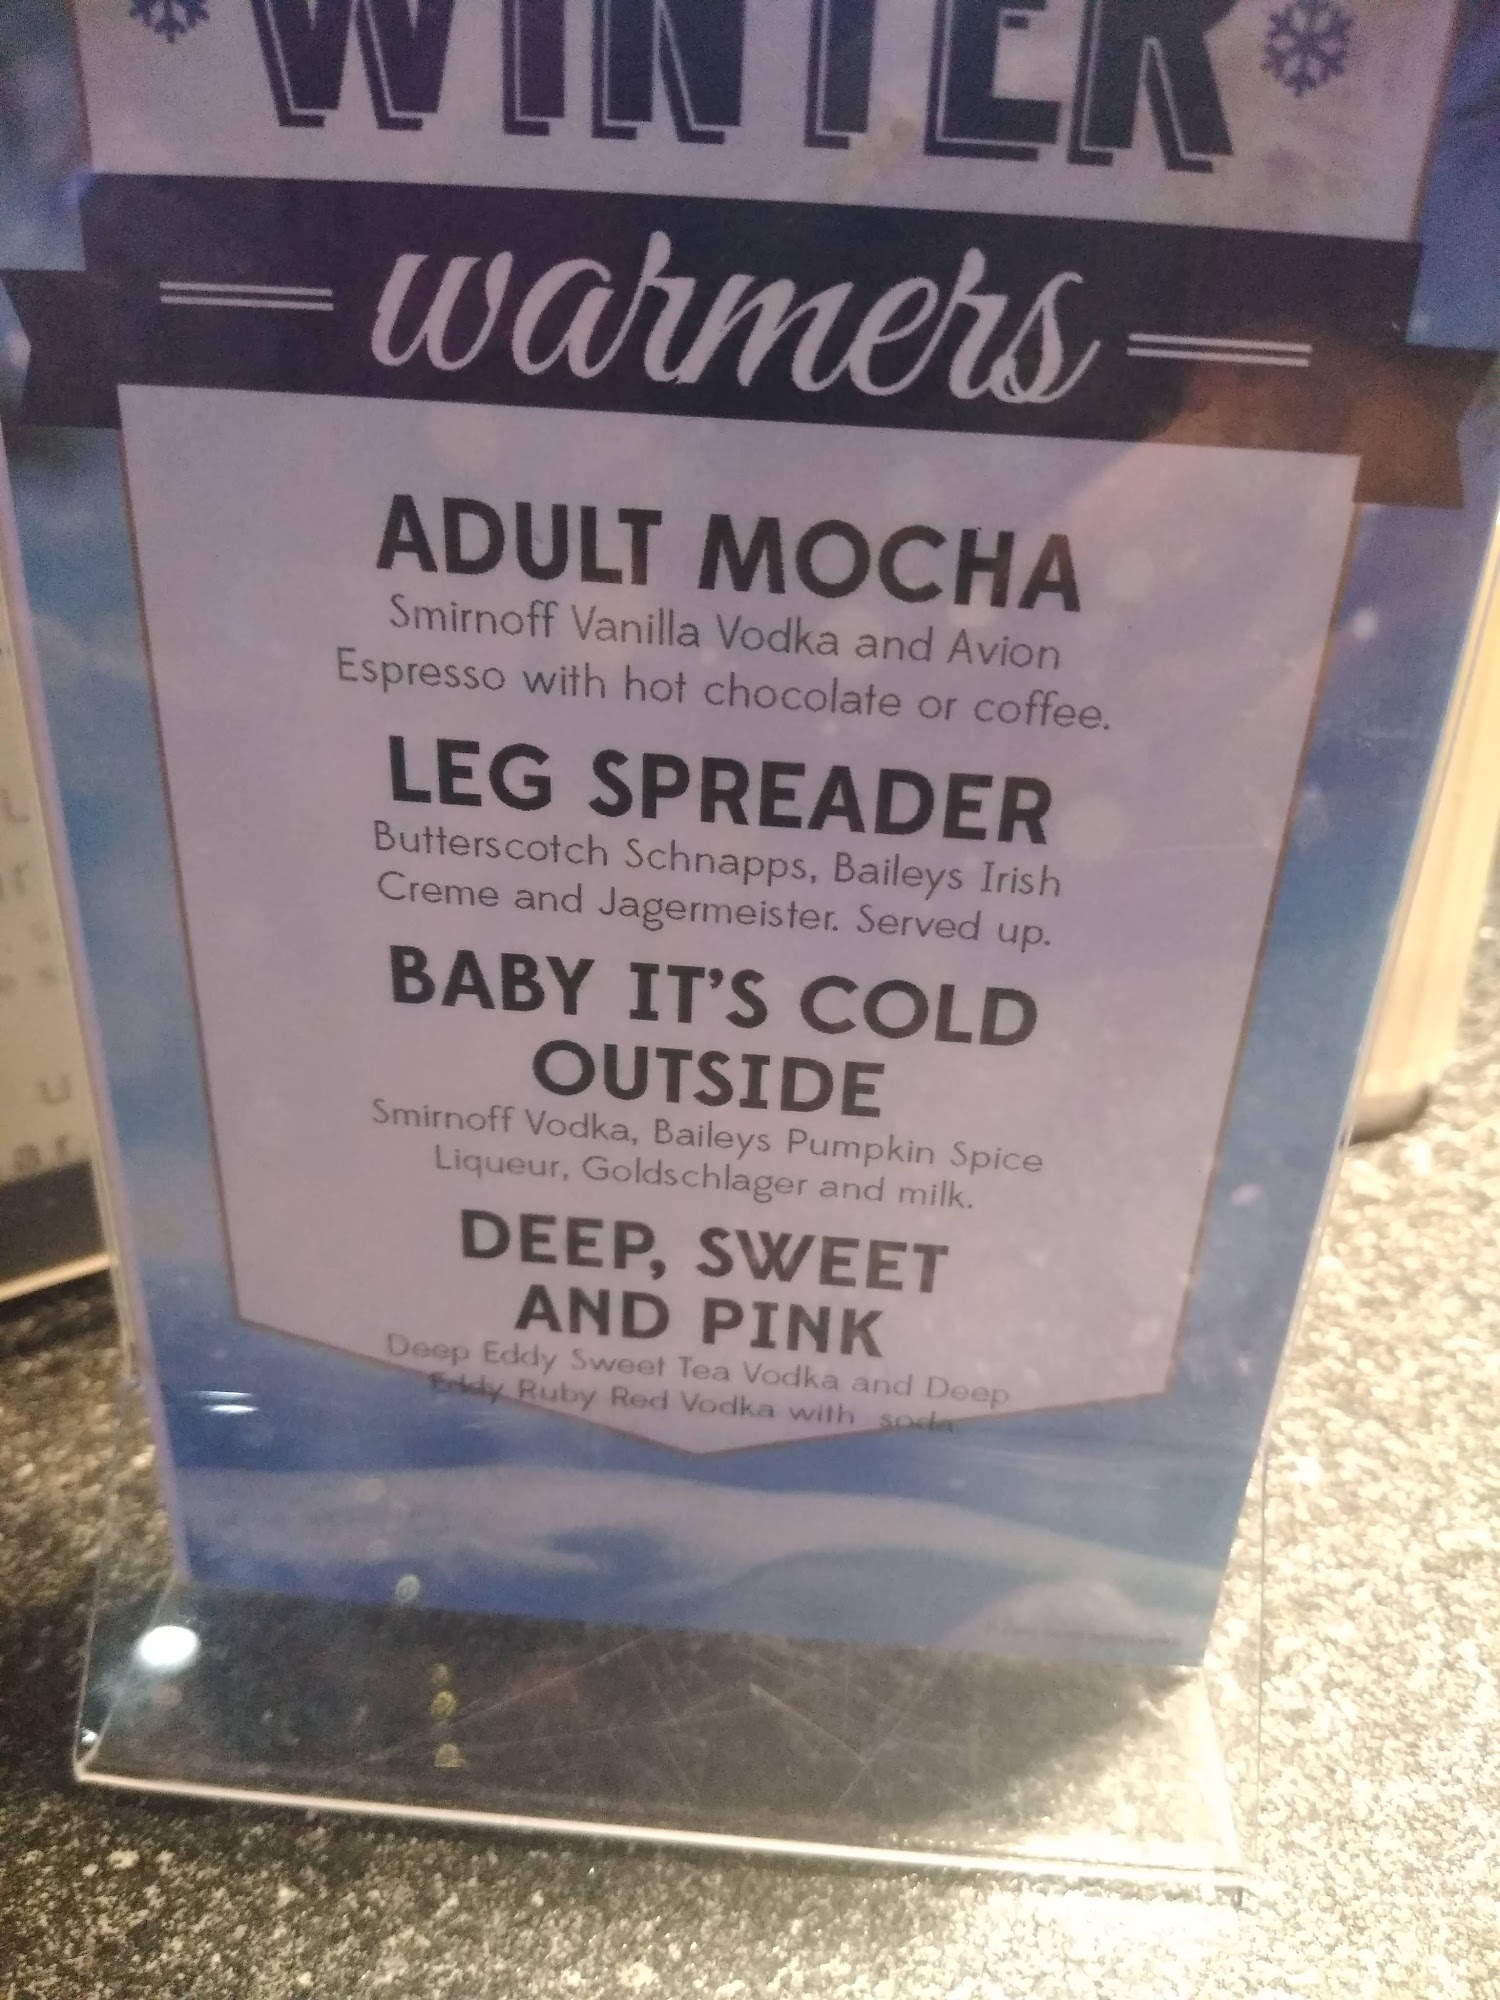 WINTER
warmers
ADULT MOCHA
Smirnoff Vanilla Vodka and Avion
Espresso with hot chocolate or coffee.
LEG SPREADER
Butterscotch Schnapps, Baileys Irish
Creme and Jagermeister. Served up.
BABY IT'S COLD
OUTSIDE
Smirnoff Vodka, Baileys Pumpkin Spice
Liqueur, Goldschlager and milk.
DEEP, SWEET
AND PINK
Deep Eddy Sweet Tea Vodka and Deep
Eddy Ruby Red Vodka with soda